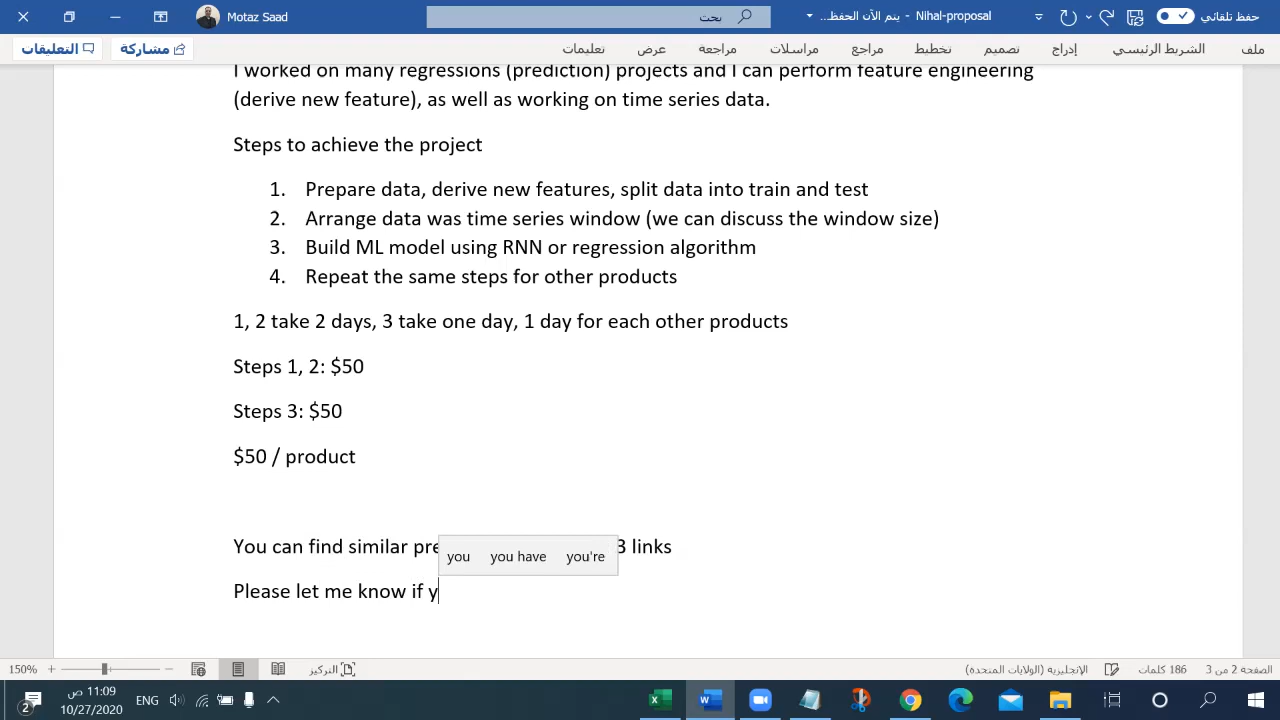 Motaz Saad
بحث
Nihal-proposal - يتم الآن الحفظ...
حفظ تلقائي
ملف الشريط الرئيسي إدراج تصميم تخطيط مراجع مراسلات مراجعة عرض تعليمات
مشاركة
التعليقات
I worked on many regressions (prediction) projects and I can perform feature engineering
(derive new feature), as well as working on time series data.
Steps to achieve the project
1. Prepare data, derive new features, split data into train and test
2. Arrange data was time series window (we can discuss the window size)
3. Build ML model using RNN or regression algorithm
4. Repeat the same steps for other products
1, 2 take 2 days, 3 take one day, 1 day for each other products
Steps 1, 2: $50
Steps 3: $50
$50 / product
You can find similar pre 3 links
you you have you're
Please let me know if y
الصفحة 2 من 3 186 كلمات الإنجليزية (الولايات المتحدة)
التركيز
150%
2
11:09 ص
10/27/2020
ENG